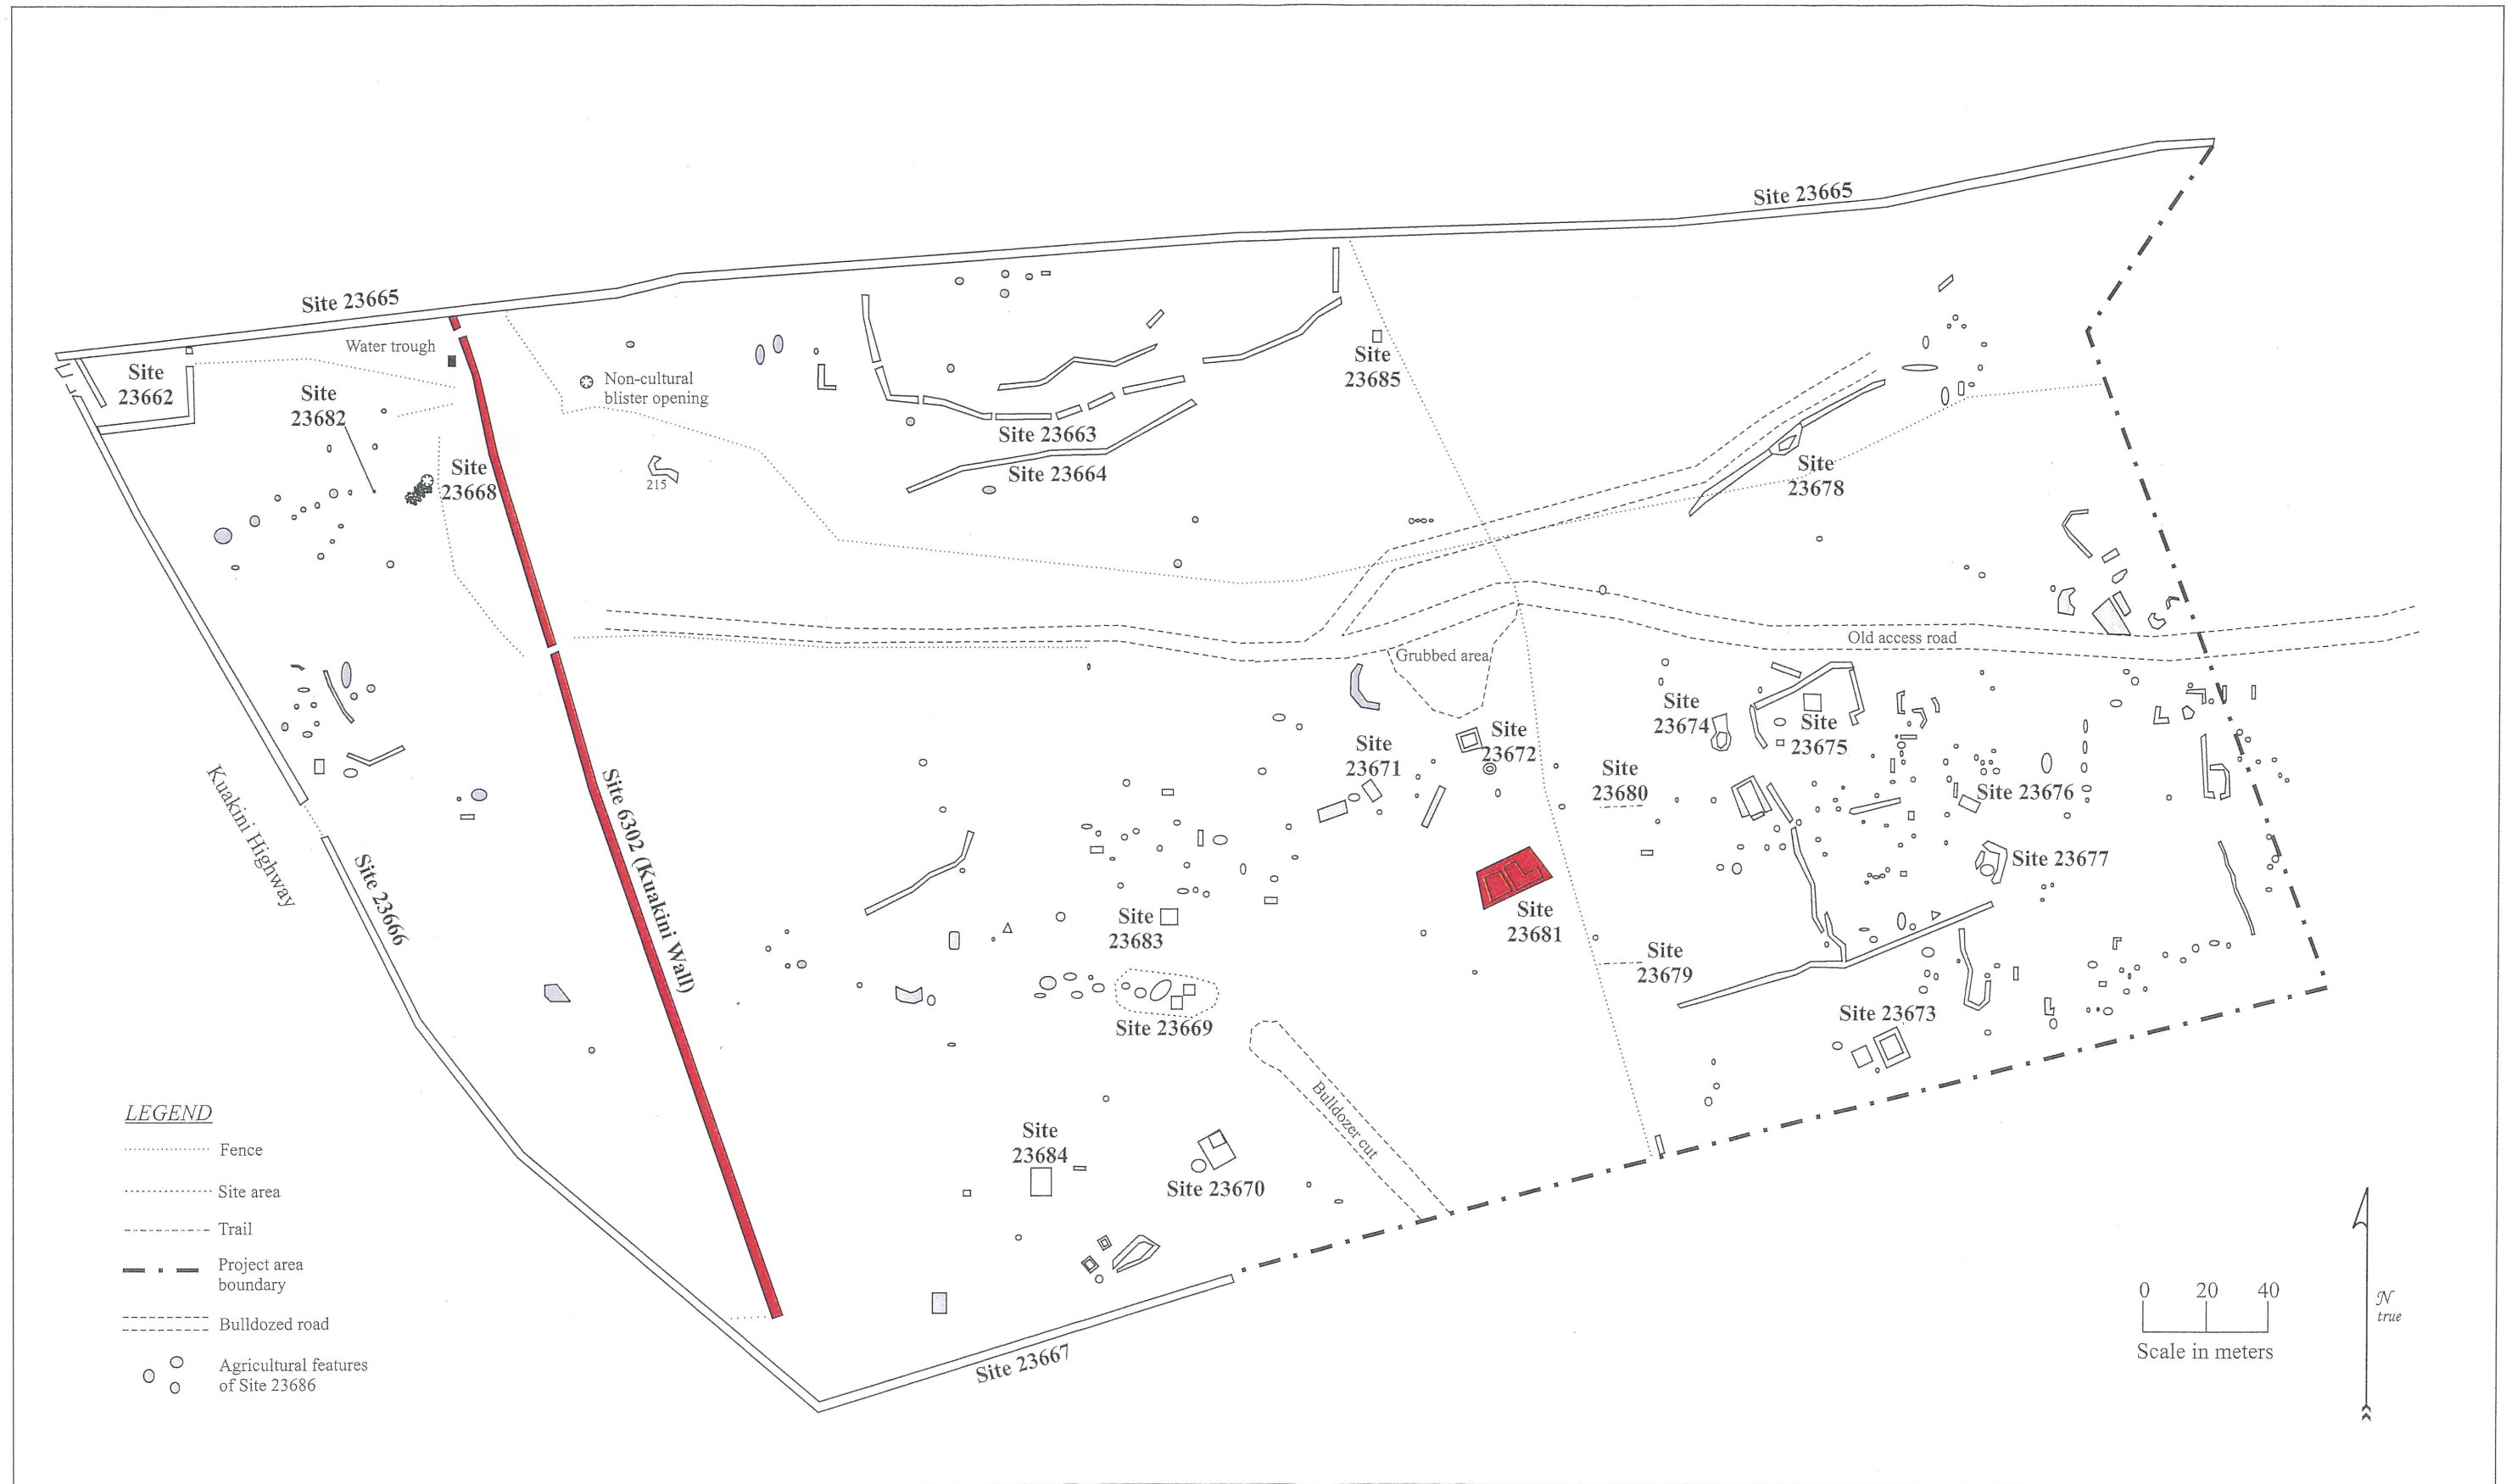 Site 23665
Site 23665
Water trough
Site
23662
Site
23682
Non-cultural
blister opening
Site
23685
Site 23663
Site 23664
Site
23668
215
Site
23678
Old access road
Grubbed area
Site
23674
Site
23675
Site
23672
Site
23671
Site
23680
Site 23676
Kuakini Highway
Site 6302 (Kuakini Wall)
Site 23666
Site 23677
Site
23683
Site
23681
Site
23679
Site 23669
Site 23673
Bulldozer cut
Site
23684
Site 23670
Site 23667
LEGEND
Fence
Site area
Trail
Project area
boundary
Bulldozed road
Agricultural features
of Site 23686
0 20 40
Scale in meters
N
true